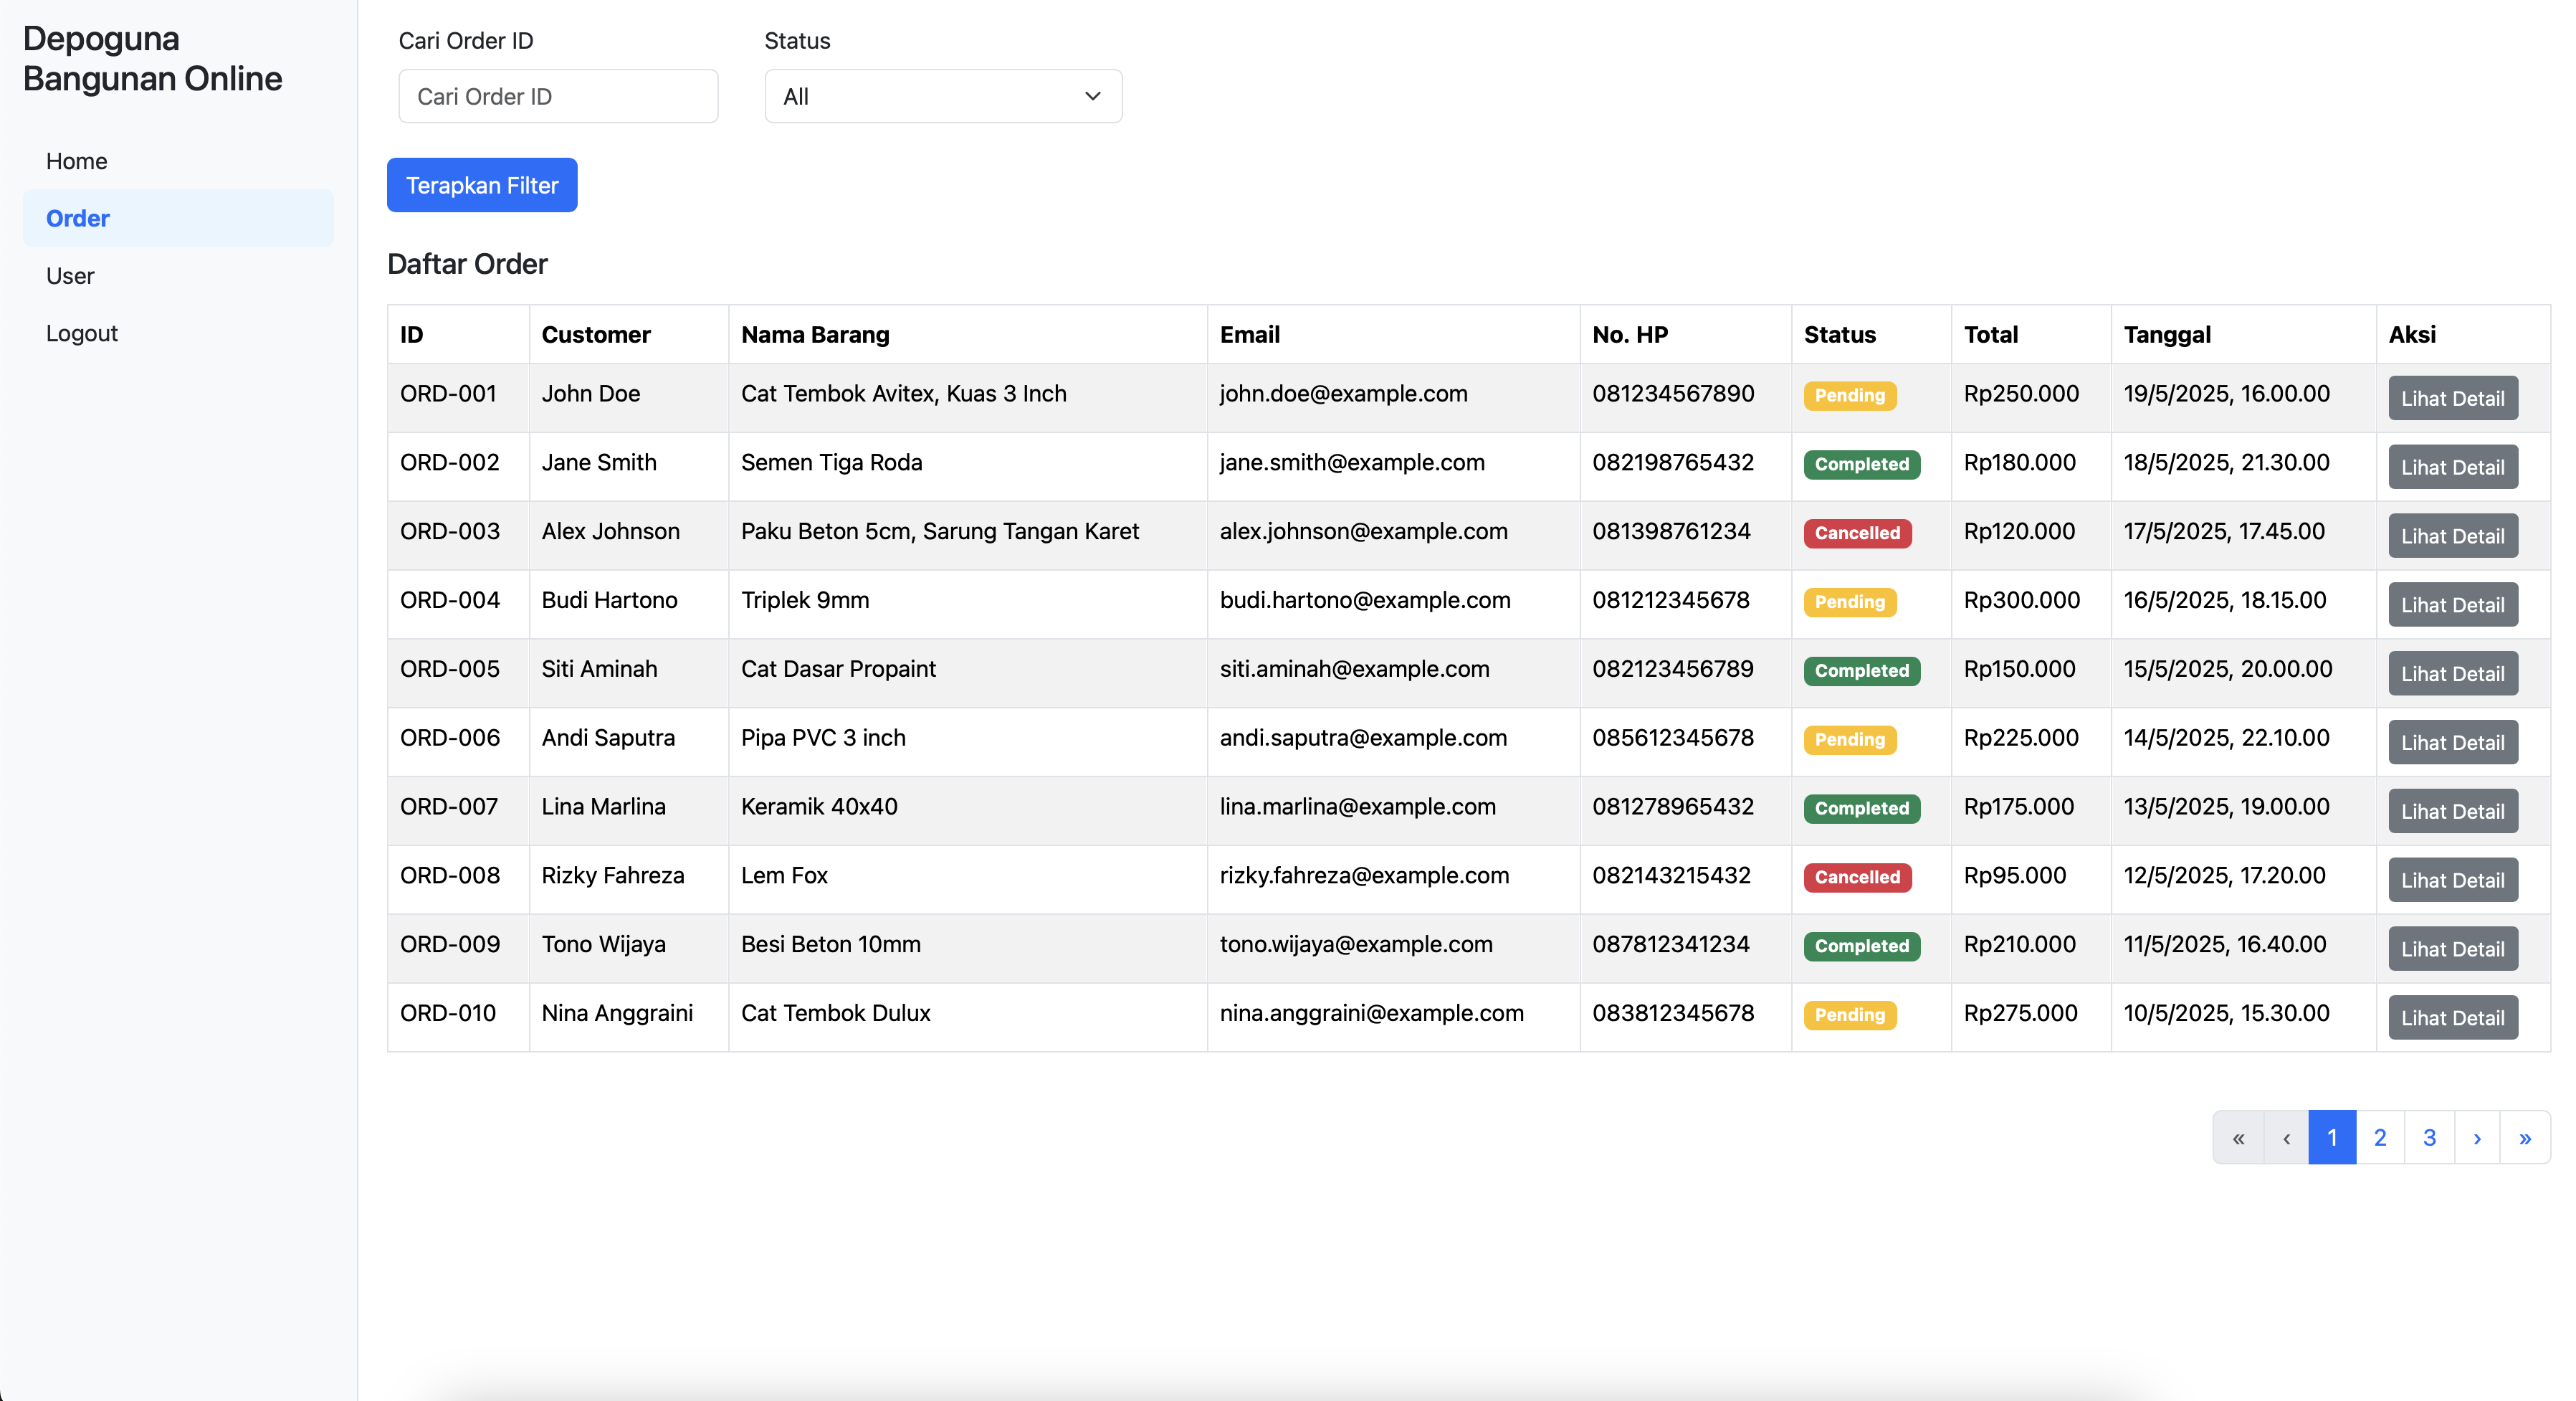 Depoguna
Bangunan Online
Home
Order
User
Logout
Cari Order ID
Status
Cari Order ID
All
Terapkan Filter
Daftar Order
ID Customer Nama Barang Email No. HP Status Total Tanggal Aksi
ORD-001 John Doe Cat Tembok Avitex, Kuas 3 Inch john.doe@example.com 081234567890 Pending Rp250.000 19/5/2025, 16.00.00 Lihat Detail
ORD-002 Jane Smith Semen Tiga Roda jane.smith@example.com 082198765432 Completed Rp180.000 18/5/2025, 21.30.00 Lihat Detail
ORD-003 Alex Johnson Paku Beton 5cm, Sarung Tangan Karet alex.johnson@example.com 081398761234 Cancelled Rp120.000 17/5/2025, 17.45.00 Lihat Detail
ORD-004 Budi Hartono Triplek 9mm budi.hartono@example.com 081212345678 Pending Rp300.000 16/5/2025, 18.15.00 Lihat Detail
ORD-005 Siti Aminah Cat Dasar Propaint siti.aminah@example.com 082123456789 Completed Rp150.000 15/5/2025, 20.00.00 Lihat Detail
ORD-006 Andi Saputra Pipa PVC 3 inch andi.saputra@example.com 085612345678 Pending Rp225.000 14/5/2025, 22.10.00 Lihat Detail
ORD-007 Lina Marlina Keramik 40x40 lina.marlina@example.com 081278965432 Completed Rp175.000 13/5/2025, 19.00.00 Lihat Detail
ORD-008 Rizky Fahreza Lem Fox rizky.fahreza@example.com 082143215432 Cancelled Rp95.000 12/5/2025, 17.20.00 Lihat Detail
ORD-009 Tono Wijaya Besi Beton 10mm tono.wijaya@example.com 087812341234 Completed Rp210.000 11/5/2025, 16.40.00 Lihat Detail
ORD-010 Nina Anggraini Cat Tembok Dulux nina.anggraini@example.com 083812345678 Pending Rp275.000 10/5/2025, 15.30.00 Lihat Detail
« ‹ 1 2 3 › »